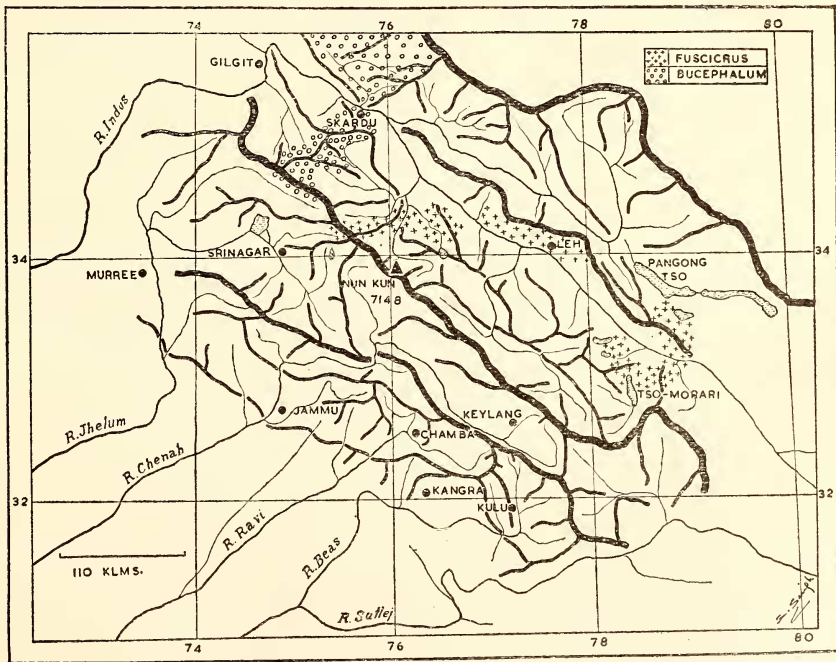 74 76 78 80
GILGIT
FUSCICRUS
BUCEPHALUM
R. Indus
SKARDU
34 34
SRINAGAR
LEH
MURREE
PANGONG
TSO
NUN KUN
7148
TSO-MORARI
JAMMU
KEYLANG
R. Jhelum
CHAMBA
R. Chenab
32 32
KANGRA
KULU
R. Ravi
R. Beas
110 KLMS.
R. Sutlej
74 76 78 80